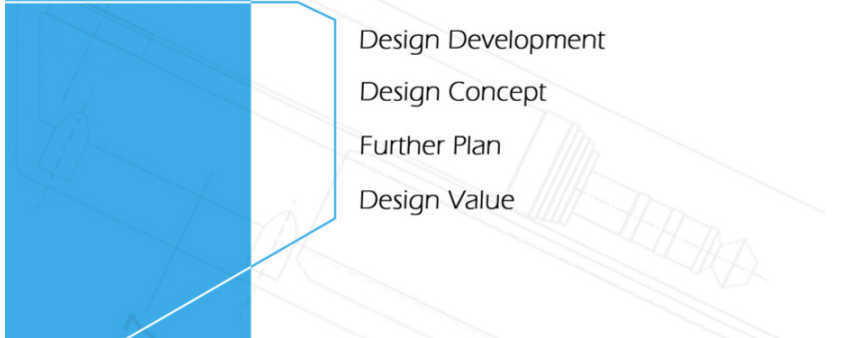 Design Development
Design Concept
Further Plan
Design Value